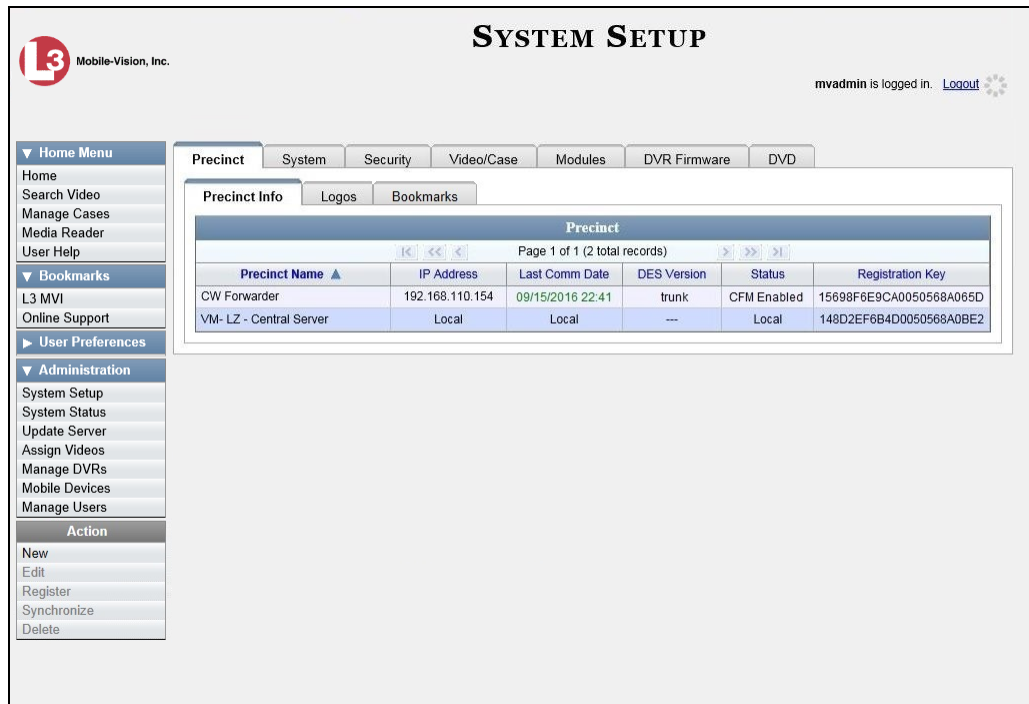 SYSTEM SETUP
L3 Mobile-Vision, Inc.
mvadmin is logged in. Logout
▼ Home Menu
Home
Search Video
Manage Cases
Media Reader
User Help
▼ Bookmarks
L3 MVI
Online Support
▶ User Preferences
▼ Administration
System Setup
System Status
Update Server
Assign Videos
Manage DVRs
Mobile Devices
Manage Users
Action
New
Edit
Register
Synchronize
Delete
Precinct System Security Video/Case Modules DVR Firmware DVD
Precinct Info Logos Bookmarks
Precinct
|< << < Page 1 of 1 (2 total records) > >> >|
Precinct Name ▲ IP Address Last Comm Date DES Version Status Registration Key
CW Forwarder 192.168.110.154 09/15/2016 22:41 trunk CFM Enabled 15698F6E9CA0050568A065D
VM- LZ - Central Server Local Local --- Local 148D2EF6B4D0050568A0BE2